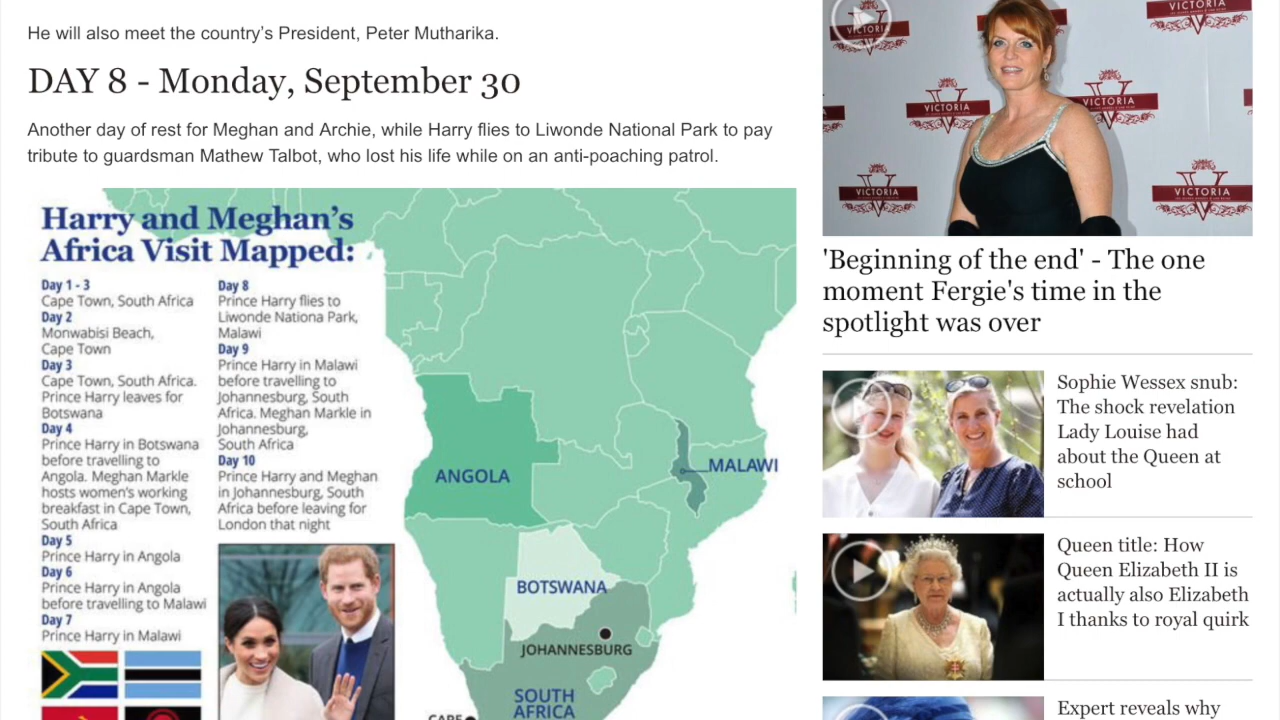 He will also meet the country’s President, Peter Mutharika.
DAY 8 - Monday, September 30
Another day of rest for Meghan and Archie, while Harry flies to Liwonde National Park to pay
tribute to guardsman Mathew Talbot, who lost his life while on an anti-poaching patrol.
Harry and Meghan’s
Africa Visit Mapped:
Day 1 - 3
Cape Town, South Africa
Day 2
Monwabisi Beach,
Cape Town
Day 3
Cape Town, South Africa.
Prince Harry leaves for
Botswana
Day 4
Prince Harry in Botswana
before travelling to
Angola. Meghan Markle
hosts women’s working
breakfast in Cape Town,
South Africa
Day 5
Prince Harry in Angola
Day 6
Prince Harry in Angola
before travelling to Malawi
Day 7
Prince Harry in Malawi
Day 8
Prince Harry flies to
Liwonde Nationa Park,
Malawi
Day 9
Prince Harry in Malawi
before travelling to
Johannesburg, South
Africa. Meghan Markle in
Johannesburg,
South Africa
Day 10
Prince Harry and Meghan
in Johannesburg, South
Africa before leaving for
London that night
ANGOLA
MALAWI
BOTSWANA
JOHANNESBURG
SOUTH
AFRICA
CAPE
VICTORIA
VICTORIA
VICTORIA
VICTORIA
VICTORIA
VICTORIA
'Beginning of the end' - The one
moment Fergie's time in the
spotlight was over
Sophie Wessex snub:
The shock revelation
Lady Louise had
about the Queen at
school
Queen title: How
Queen Elizabeth II is
actually also Elizabeth
I thanks to royal quirk
Expert reveals why